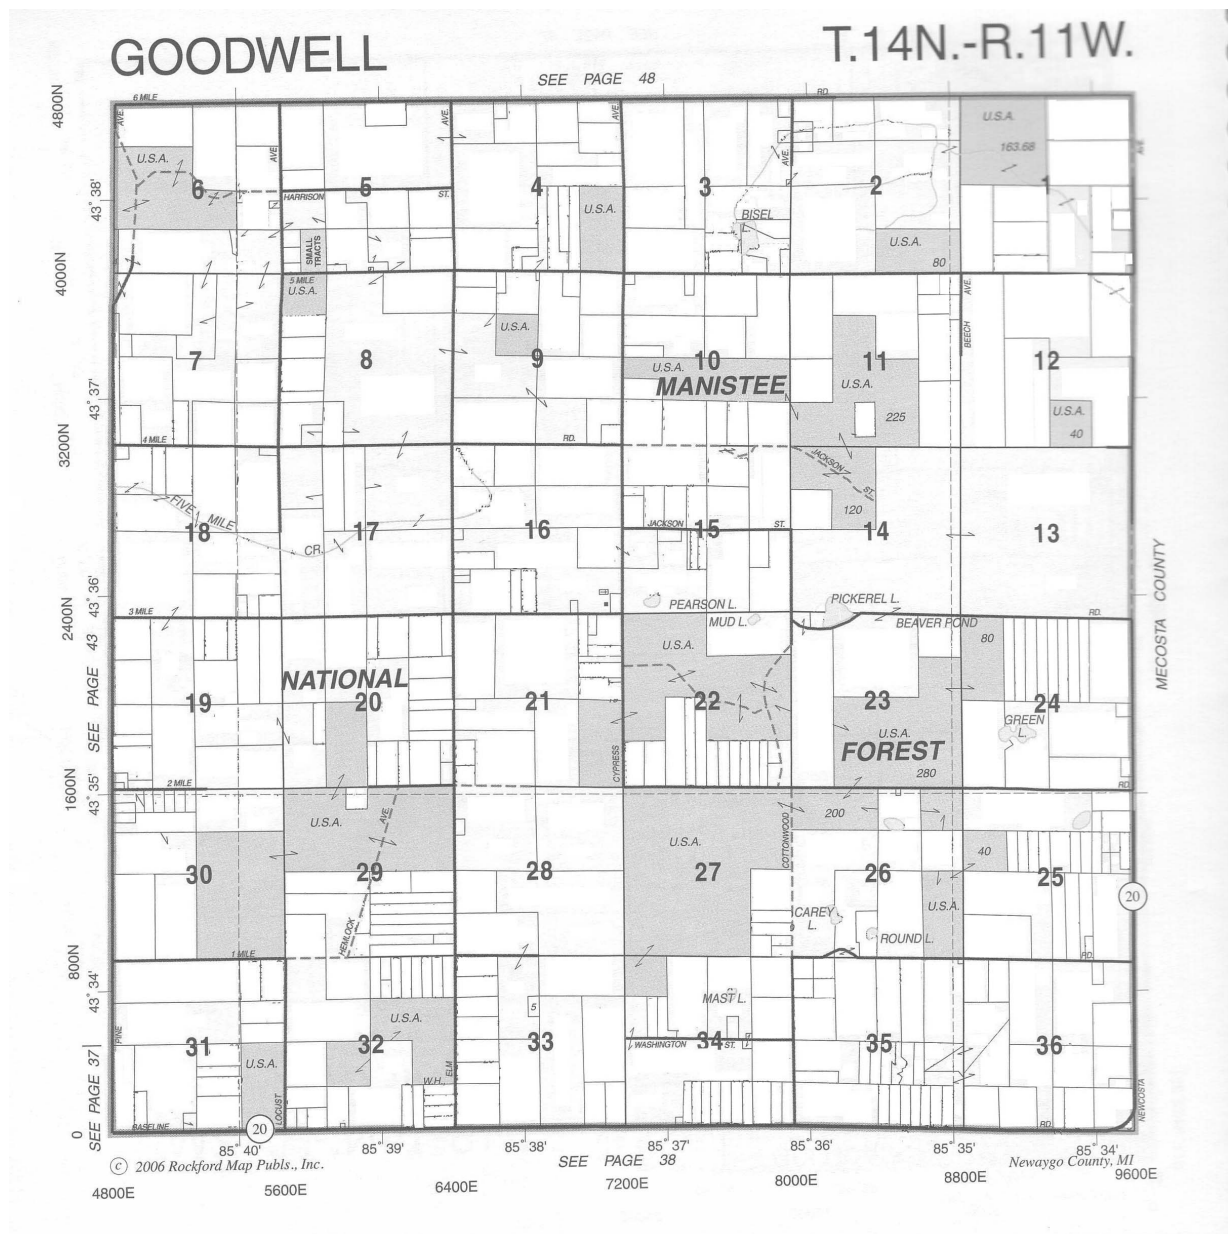 GOODWELL
T.14N.-R.11W.
SEE PAGE 48
4800N
6 MILE
RD.
AVE.
AVE.
AVE.
AVE.
AVE.
AVE.
U.S.A.
163.68
U.S.A.
6
5
4
3
2
1
43° 38'
HARRISON
ST.
U.S.A.
BISEL
L.
SMALL
TRACTS
U.S.A.
80
4000N
5 MILE
U.S.A.
AVE.
BEECH
U.S.A.
7
8
9
10
11
12
U.S.A.
MANISTEE
U.S.A.
225
U.S.A.
40
43° 37'
3200N
4 MILE
RD.
JACKSON
ST.
FIVE MILE
CR.
120
18
17
16
15
14
13
JACKSON
ST.
43° 36'
PEARSON L.
PICKEREL L.
2400N
3 MILE
RD.
MUD L.
BEAVER POND
80
U.S.A.
MECOSTA COUNTY
SEE PAGE 43
NATIONAL
19
20
21
22
23
24
GREEN
L.
U.S.A.
FOREST
280
CYPRESS
1600N
43° 35'
2 MILE
RD.
200
U.S.A.
AVE.
U.S.A.
COTTONWOOD
40
30
29
28
27
26
25
20
U.S.A.
CAREY
L.
ROUND L.
HEMLOCK
800N
1 MILE
RD.
43° 34'
MAST L.
5
U.S.A.
PINE
31
32
33
34
35
36
WASHINGTON
ST.
U.S.A.
SEE PAGE 37
W.H.
ELM
LOCUST
NEWCOSTA
0
BASELINE
20
RD.
85° 40'
85° 39'
85° 38'
85° 37'
85° 36'
85° 35'
85° 34'
© 2006 Rockford Map Publs., Inc.
SEE PAGE 38
Newaygo County, MI
4800E
5600E
6400E
7200E
8000E
8800E
9600E